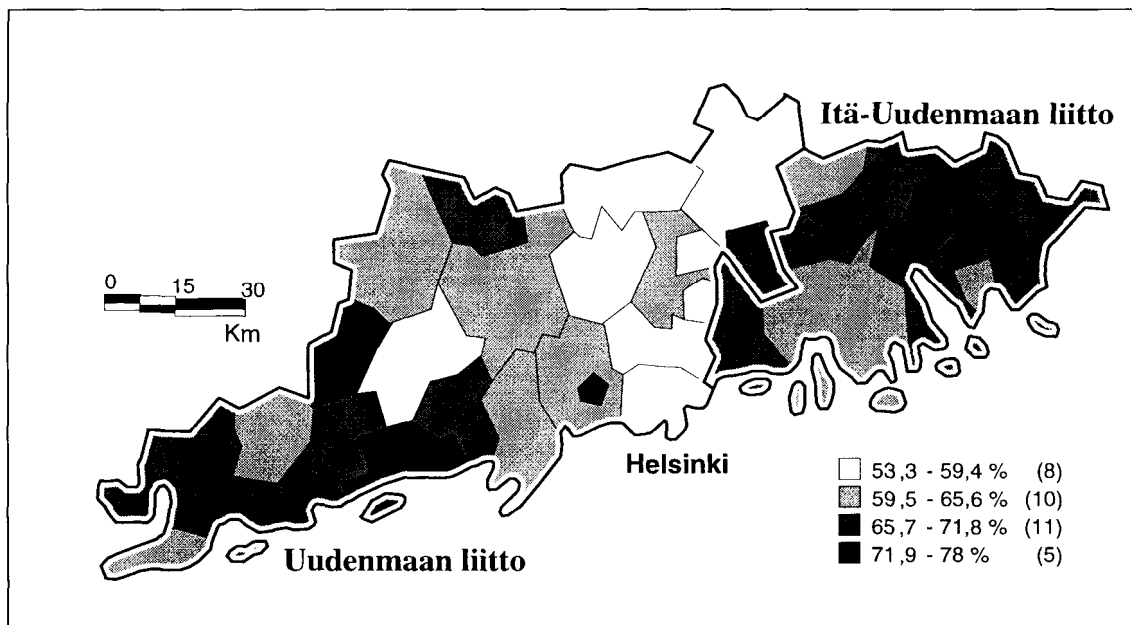 Itä-Uudenmaan liitto
0 15 30
Km
Helsinki
Uudenmaan liitto
53,3 - 59,4 % (8)
59,5 - 65,6 % (10)
65,7 - 71,8 % (11)
71,9 - 78 % (5)